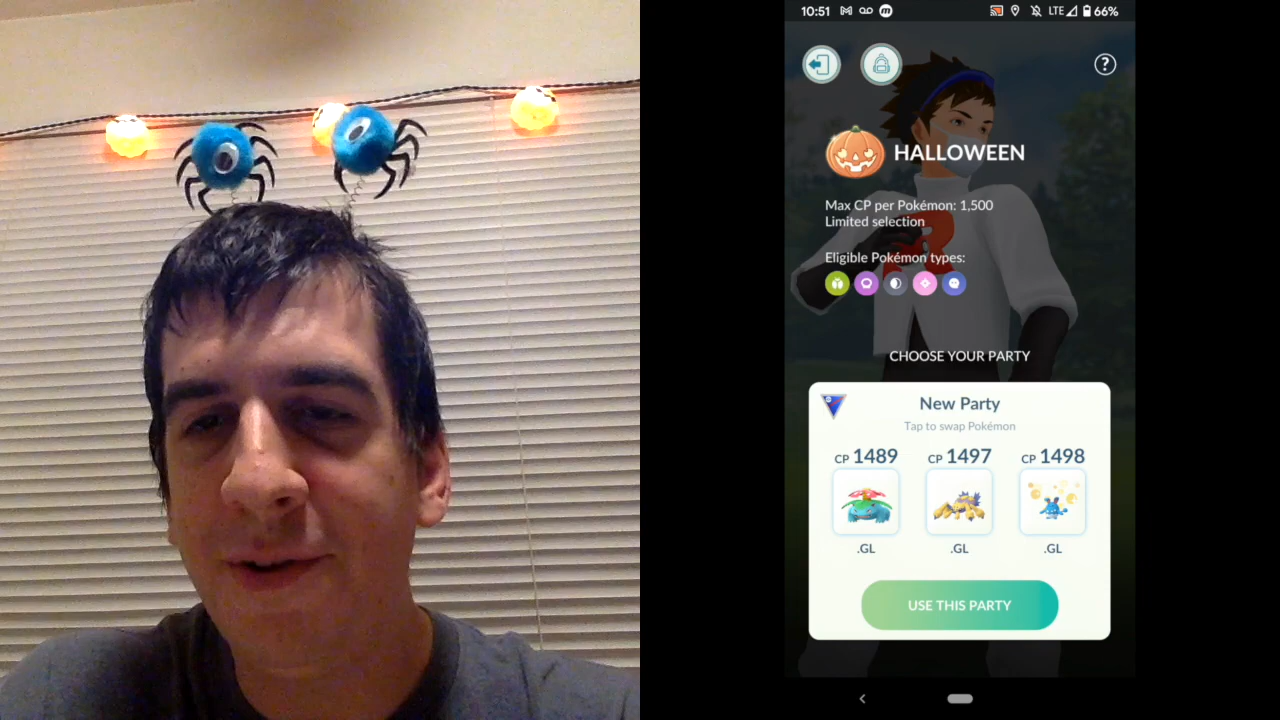 10:51
LTE
66%
?
HALLOWEEN
Max CP per Pokémon: 1,500
Limited selection
Eligible Pokémon types:
CHOOSE YOUR PARTY
New Party
Tap to swap Pokémon
CP 1489 CP 1497 CP 1498
.GL .GL .GL
USE THIS PARTY